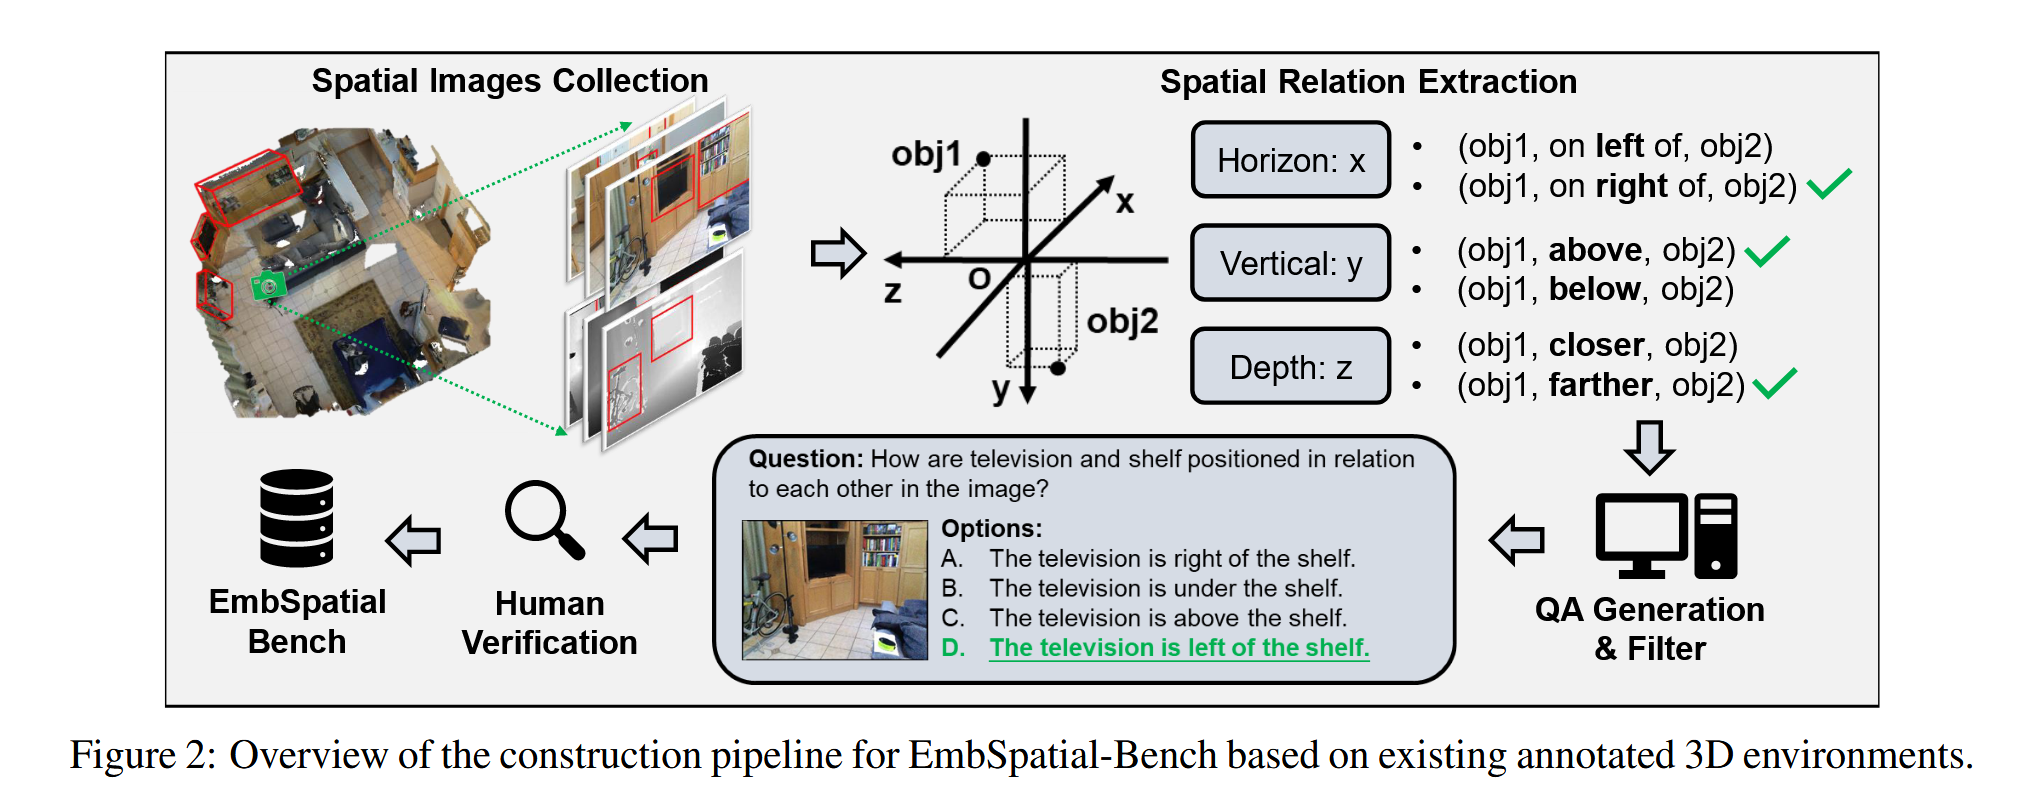 Spatial Images Collection
Spatial Relation Extraction
obj1
x
z
O
y
obj2
Horizon: x
• (obj1, on left of, obj2)
• (obj1, on right of, obj2)
Vertical: y
• (obj1, above, obj2)
• (obj1, below, obj2)
Depth: z
• (obj1, closer, obj2)
• (obj1, farther, obj2)
QA Generation
& Filter
Question: How are television and shelf positioned in relation
to each other in the image?
Options:
A. The television is right of the shelf.
B. The television is under the shelf.
C. The television is above the shelf.
D. The television is left of the shelf.
Human
Verification
EmbSpatial
Bench
Figure 2: Overview of the construction pipeline for EmbSpatial-Bench based on existing annotated 3D environments.